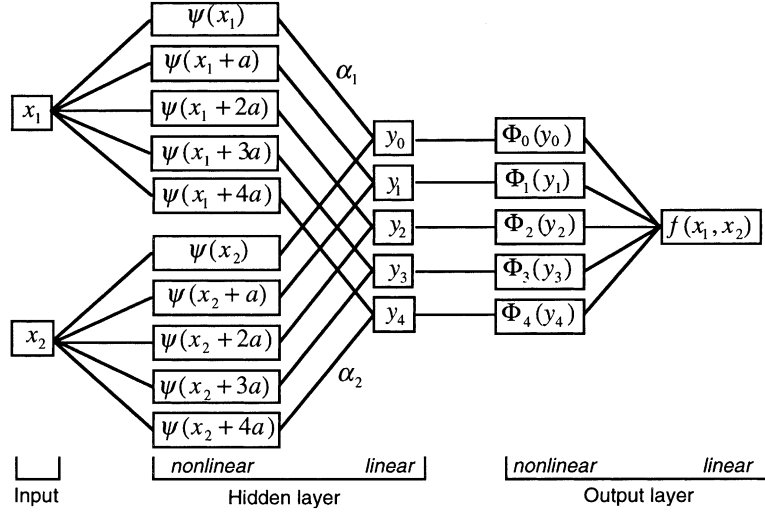 x₁
ψ(x₁)
ψ(x₁ + a)
ψ(x₁ + 2a)
ψ(x₁ + 3a)
ψ(x₁ + 4a)
x₂
ψ(x₂)
ψ(x₂ + a)
ψ(x₂ + 2a)
ψ(x₂ + 3a)
ψ(x₂ + 4a)
α₁
α₂
y₀
y₁
y₂
y₃
y₄
Φ₀(y₀)
Φ₁(y₁)
Φ₂(y₂)
Φ₃(y₃)
Φ₄(y₄)
f(x₁, x₂)
nonlinear linear nonlinear linear
Input Hidden layer Output layer